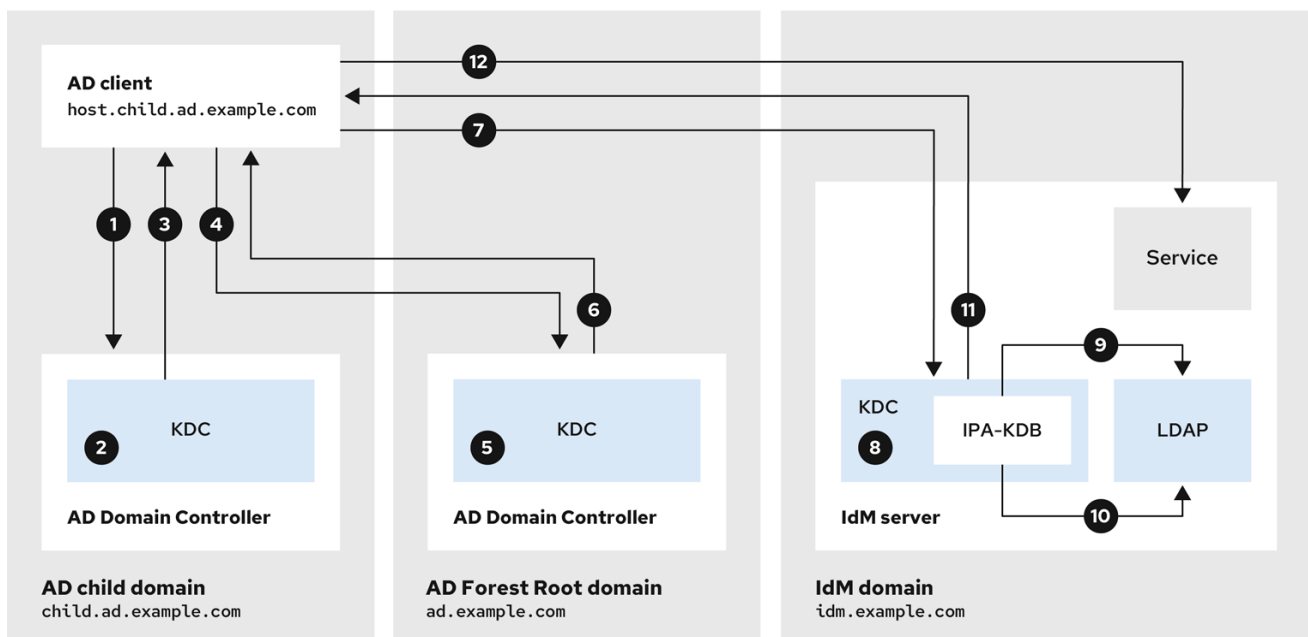 AD client
host.child.ad.example.com
12
7
1
3
4
6
11
9
Service
KDC
2
AD Domain Controller
AD child domain
child.ad.example.com
KDC
5
AD Domain Controller
AD Forest Root domain
ad.example.com
KDC
8
IPA-KDB
LDAP
10
IdM server
IdM domain
idm.example.com